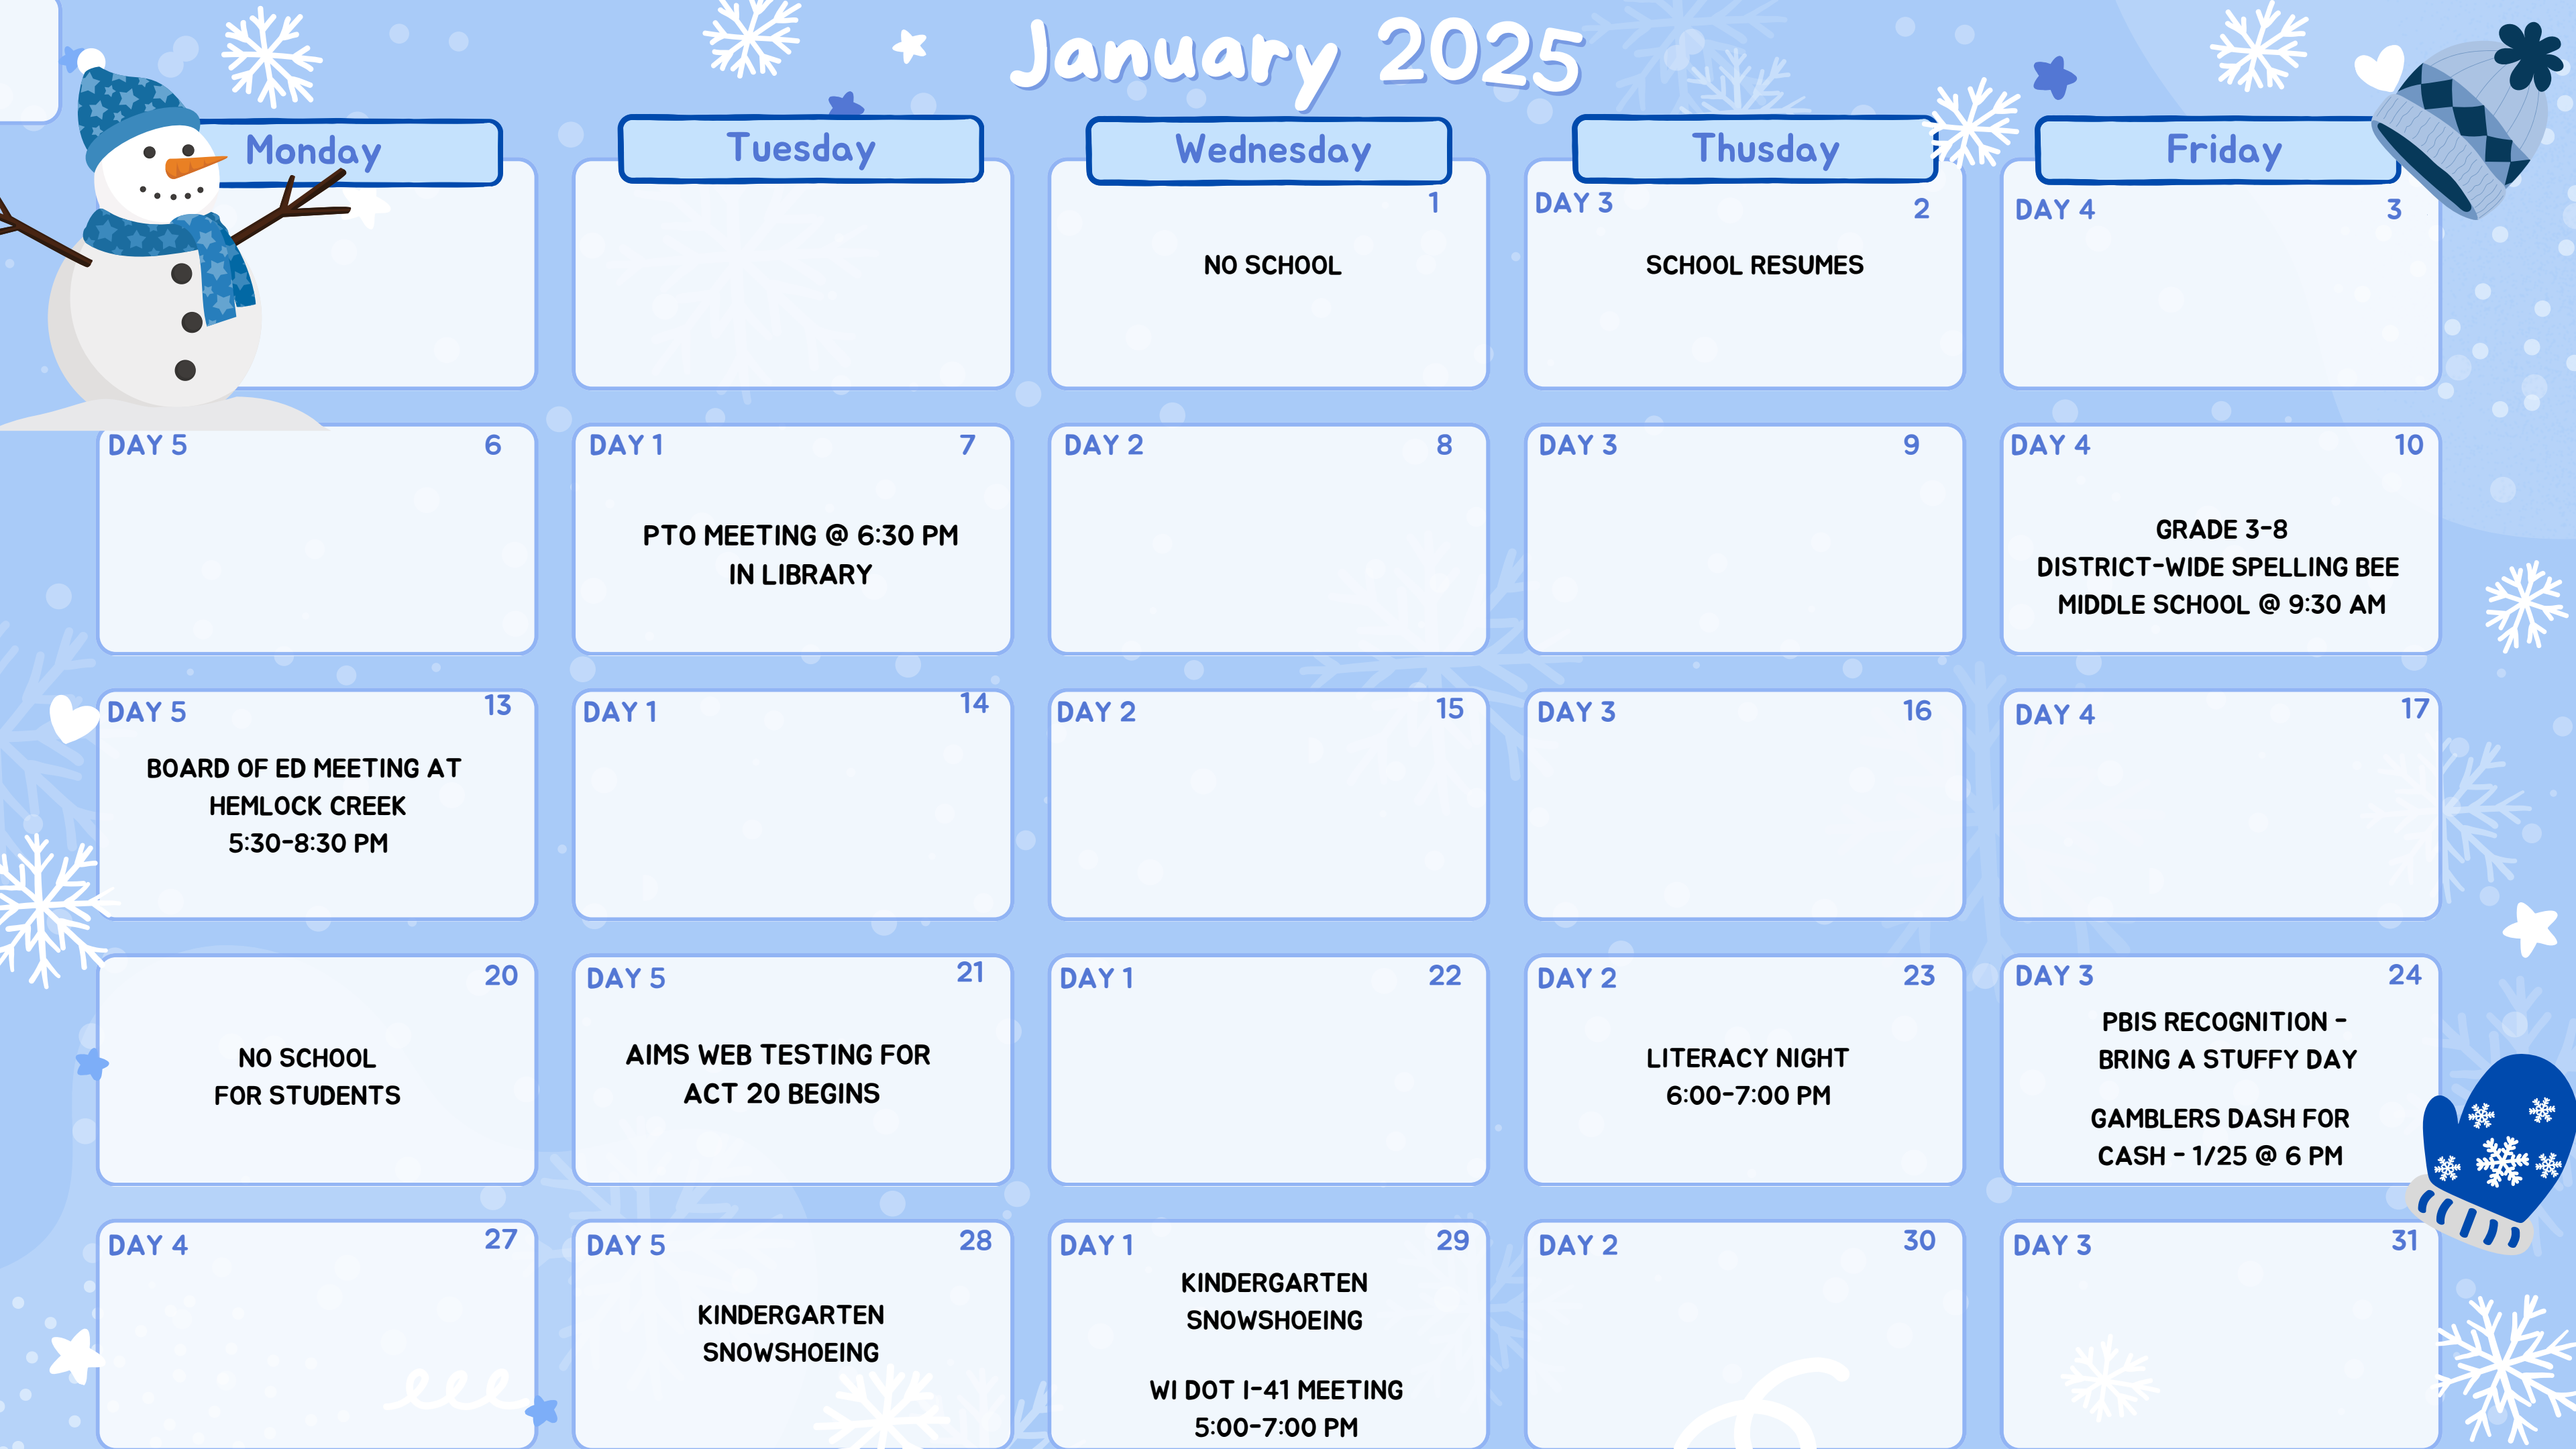 January 2025
Monday
Tuesday
Wednesday
Thusday
Friday
1
NO SCHOOL
DAY 3
2
SCHOOL RESUMES
DAY 4
3
DAY 5
6
DAY 1
7
PTO MEETING @ 6:30 PM
IN LIBRARY
DAY 2
8
DAY 3
9
DAY 4
10
GRADE 3-8
DISTRICT-WIDE SPELLING BEE
MIDDLE SCHOOL @ 9:30 AM
DAY 5
13
BOARD OF ED MEETING AT
HEMLOCK CREEK
5:30-8:30 PM
DAY 1
14
DAY 2
15
DAY 3
16
DAY 4
17
20
NO SCHOOL
FOR STUDENTS
DAY 5
21
AIMS WEB TESTING FOR
ACT 20 BEGINS
DAY 1
22
DAY 2
23
LITERACY NIGHT
6:00-7:00 PM
DAY 3
24
PBIS RECOGNITION -
BRING A STUFFY DAY
GAMBLERS DASH FOR
CASH - 1/25 @ 6 PM
DAY 4
27
DAY 5
28
KINDERGARTEN
SNOWSHOEING
DAY 1
29
KINDERGARTEN
SNOWSHOEING
WI DOT I-41 MEETING
5:00-7:00 PM
DAY 2
30
DAY 3
31